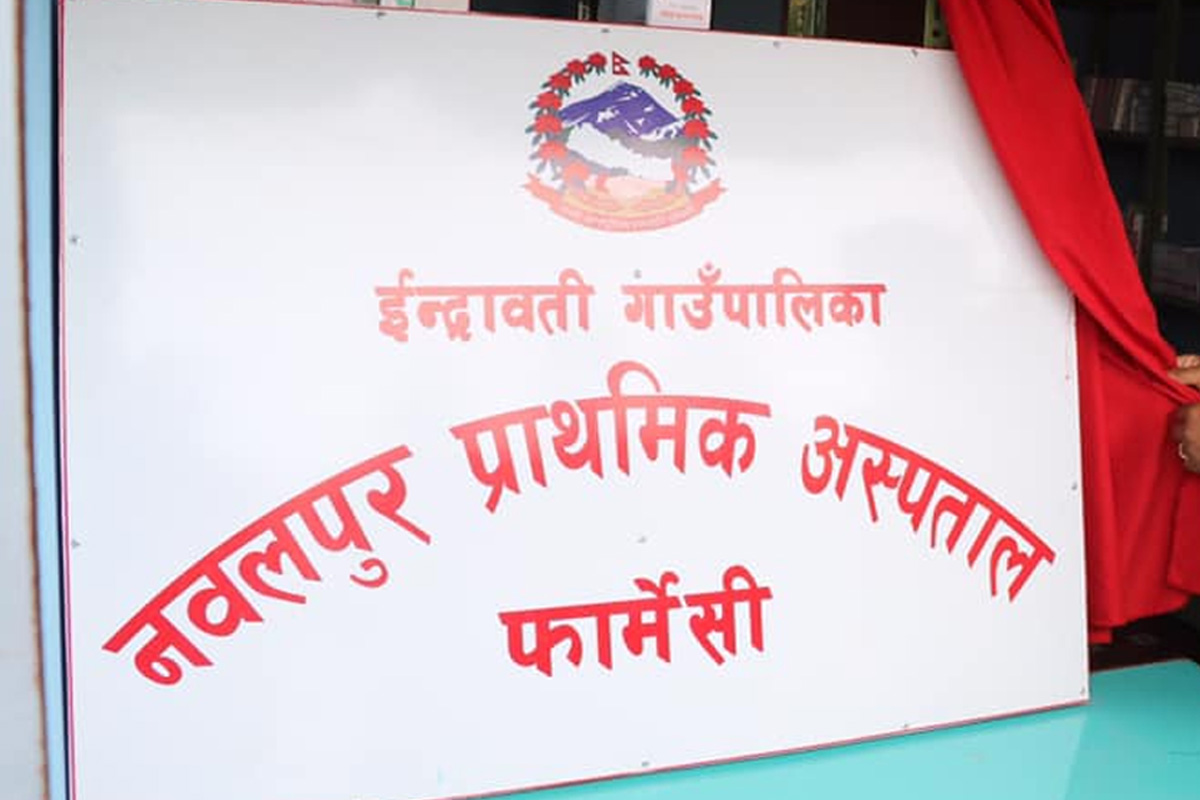 ईन्द्रावती गाउँपालिका
नवलपुर प्राथमिक अस्पताल
फार्मेसी